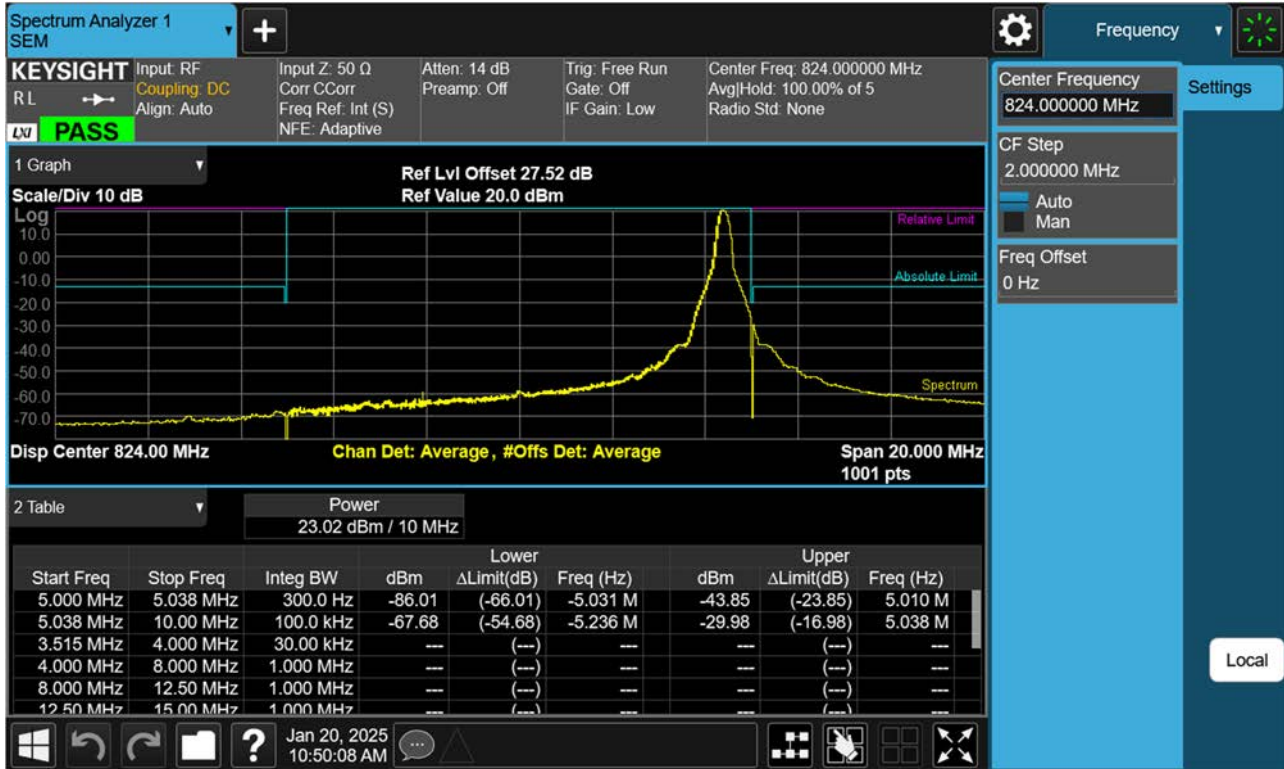 Spectrum Analyzer 1
SEM
Frequency
KEYSIGHT
RL
LXI
PASS
Input: RF
Coupling: DC
Align: Auto
Input Z: 50 Ω
Corr CCorr
Freq Ref: Int (S)
NFE: Adaptive
Atten: 14 dB
Preamp: Off
Trig: Free Run
Gate: Off
IF Gain: Low
Center Freq: 824.000000 MHz
Avg|Hold: 100.00% of 5
Radio Std: None
Center Frequency
824.000000 MHz
Settings
CF Step
2.000000 MHz
Auto
Man
Freq Offset
0 Hz
1 Graph
Ref Lvl Offset 27.52 dB
Scale/Div 10 dB
Ref Value 20.0 dBm
Log
10.0
0.00
-10.0
-20.0
-30.0
-40.0
-50.0
-60.0
-70.0
Relative Limit
Absolute Limit
Spectrum
Disp Center 824.00 MHz
Chan Det: Average, #Offs Det: Average
Span 20.000 MHz
1001 pts
2 Table
Power
23.02 dBm / 10 MHz
Lower Upper
Start Freq Stop Freq Integ BW dBm ΔLimit(dB) Freq (Hz) dBm ΔLimit(dB) Freq (Hz)
5.000 MHz 5.038 MHz 300.0 Hz -86.01 (-66.01) -5.031 M -43.85 (-23.85) 5.010 M
5.038 MHz 10.00 MHz 100.0 kHz -67.68 (-54.68) -5.236 M -29.98 (-16.98) 5.038 M
3.515 MHz 4.000 MHz 30.00 kHz --- (---) --- --- (---) ---
4.000 MHz 8.000 MHz 1.000 MHz --- (---) --- --- (---) ---
8.000 MHz 12.50 MHz 1.000 MHz --- (---) --- --- (---) ---
12.50 MHz 15.00 MHz 1.000 MHz --- (---) --- --- (---) ---
Local
?
Jan 20, 2025
10:50:08 AM